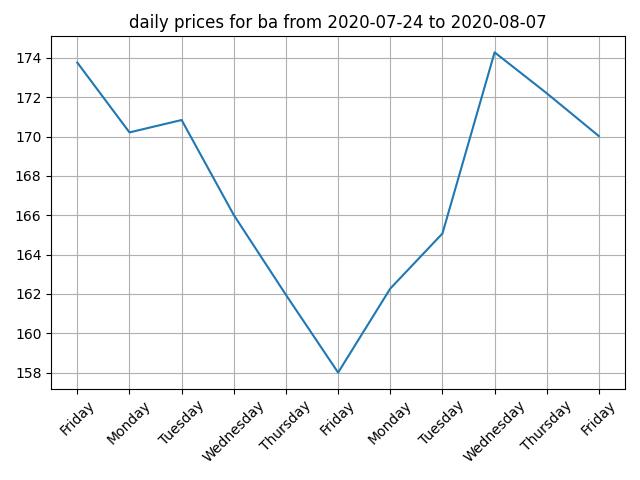 daily prices for ba from 2020-07-24 to 2020-08-07
174
172
170
168
166
164
162
160
158
Friday
Monday
Tuesday
Wednesday
Thursday
Friday
Monday
Tuesday
Wednesday
Thursday
Friday